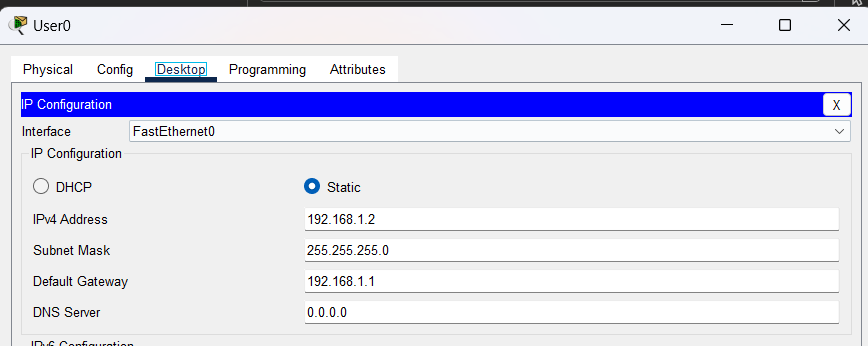 User0
Physical Config Desktop Programming Attributes
IP Configuration X
Interface FastEthernet0
IP Configuration
DHCP Static
IPv4 Address 192.168.1.2
Subnet Mask 255.255.255.0
Default Gateway 192.168.1.1
DNS Server 0.0.0.0
IPv6 Configuration